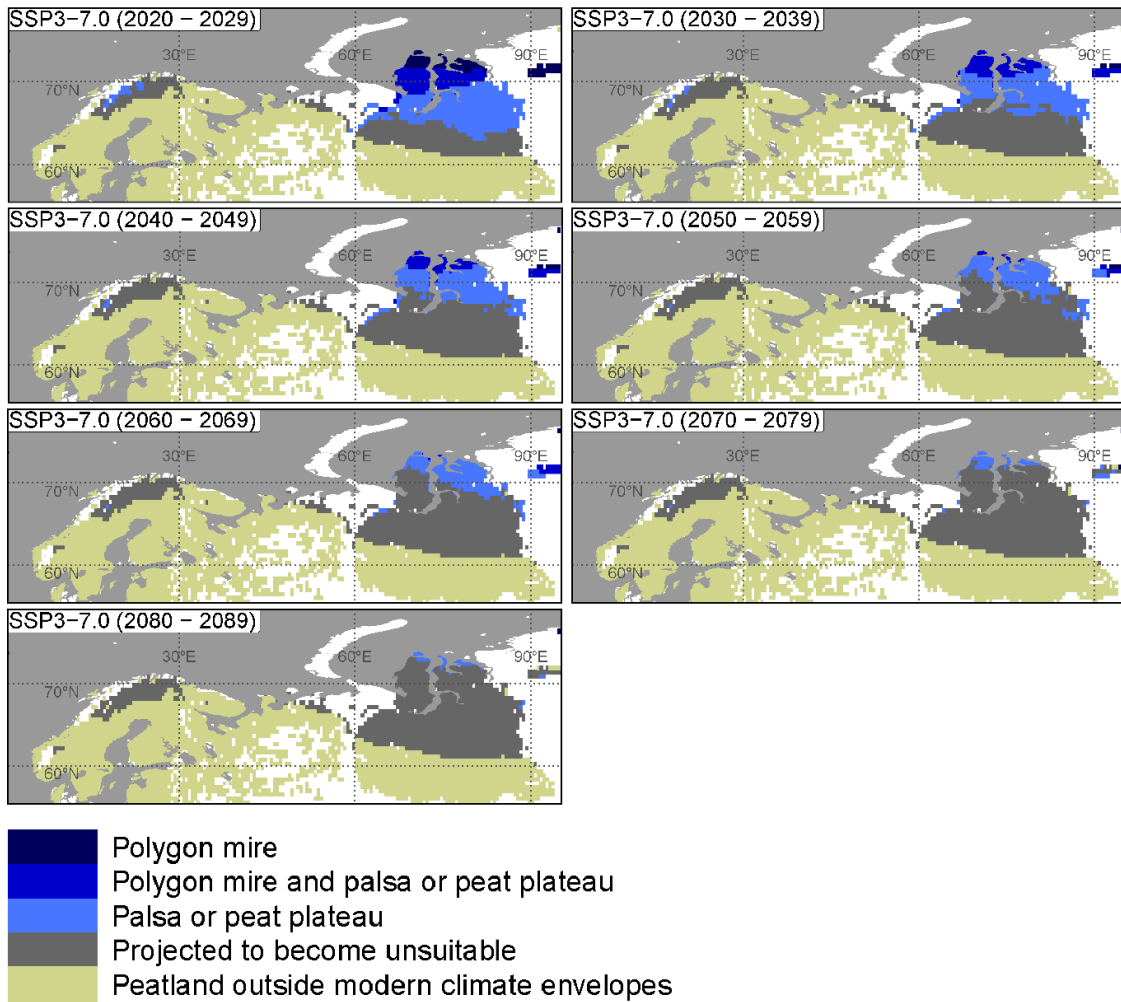 SSP3−7.0 (2020 − 2029)
30°E
60°E
90°E
70°N
60°N
SSP3−7.0 (2030 − 2039)
30°E
60°E
90°E
70°N
60°N
SSP3−7.0 (2040 − 2049)
30°E
60°E
90°E
70°N
60°N
SSP3−7.0 (2050 − 2059)
30°E
60°E
90°E
70°N
60°N
SSP3−7.0 (2060 − 2069)
30°E
60°E
90°E
70°N
60°N
SSP3−7.0 (2070 − 2079)
30°E
60°E
90°E
70°N
60°N
SSP3−7.0 (2080 − 2089)
30°E
60°E
90°E
70°N
60°N
Polygon mire
Polygon mire and palsa or peat plateau
Palsa or peat plateau
Projected to become unsuitable
Peatland outside modern climate envelopes